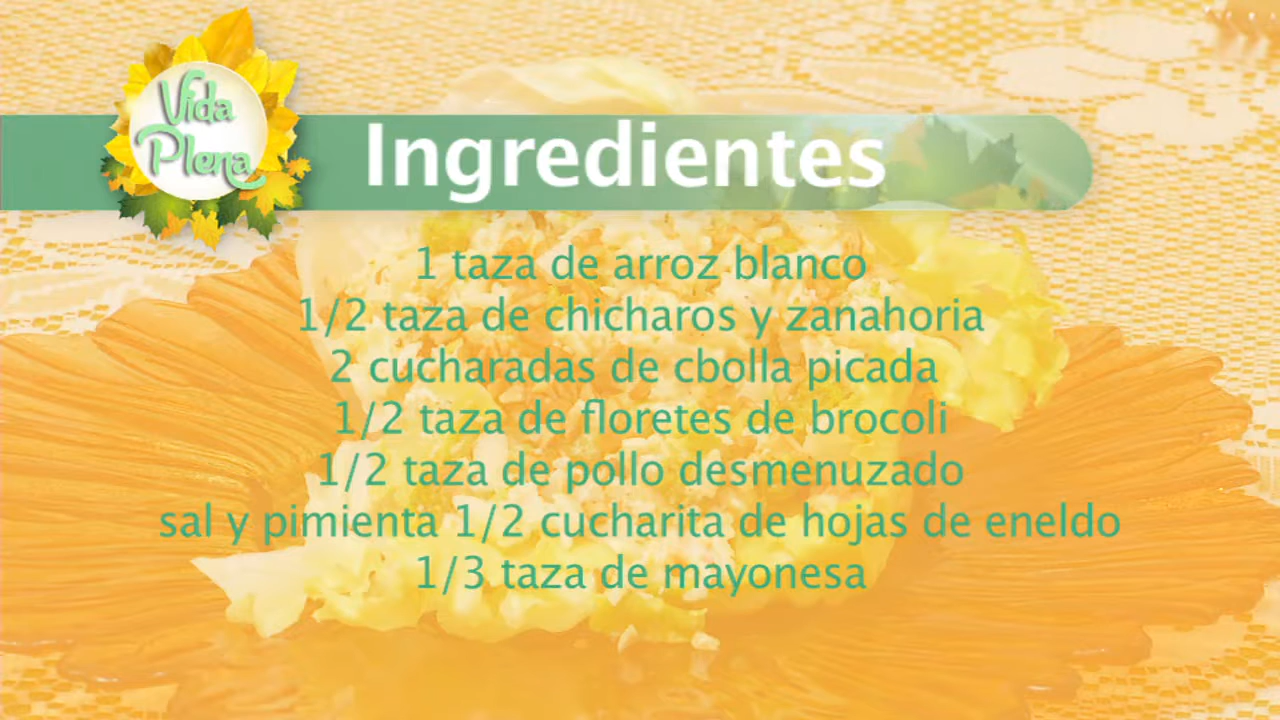 Vida
Plena
Ingredientes
1 taza de arroz blanco
1/2 taza de chicharos y zanahoria
2 cucharadas de cbolla picada
1/2 taza de floretes de brocoli
1/2 taza de pollo desmenuzado
sal y pimienta 1/2 cucharita de hojas de eneldo
1/3 taza de mayonesa